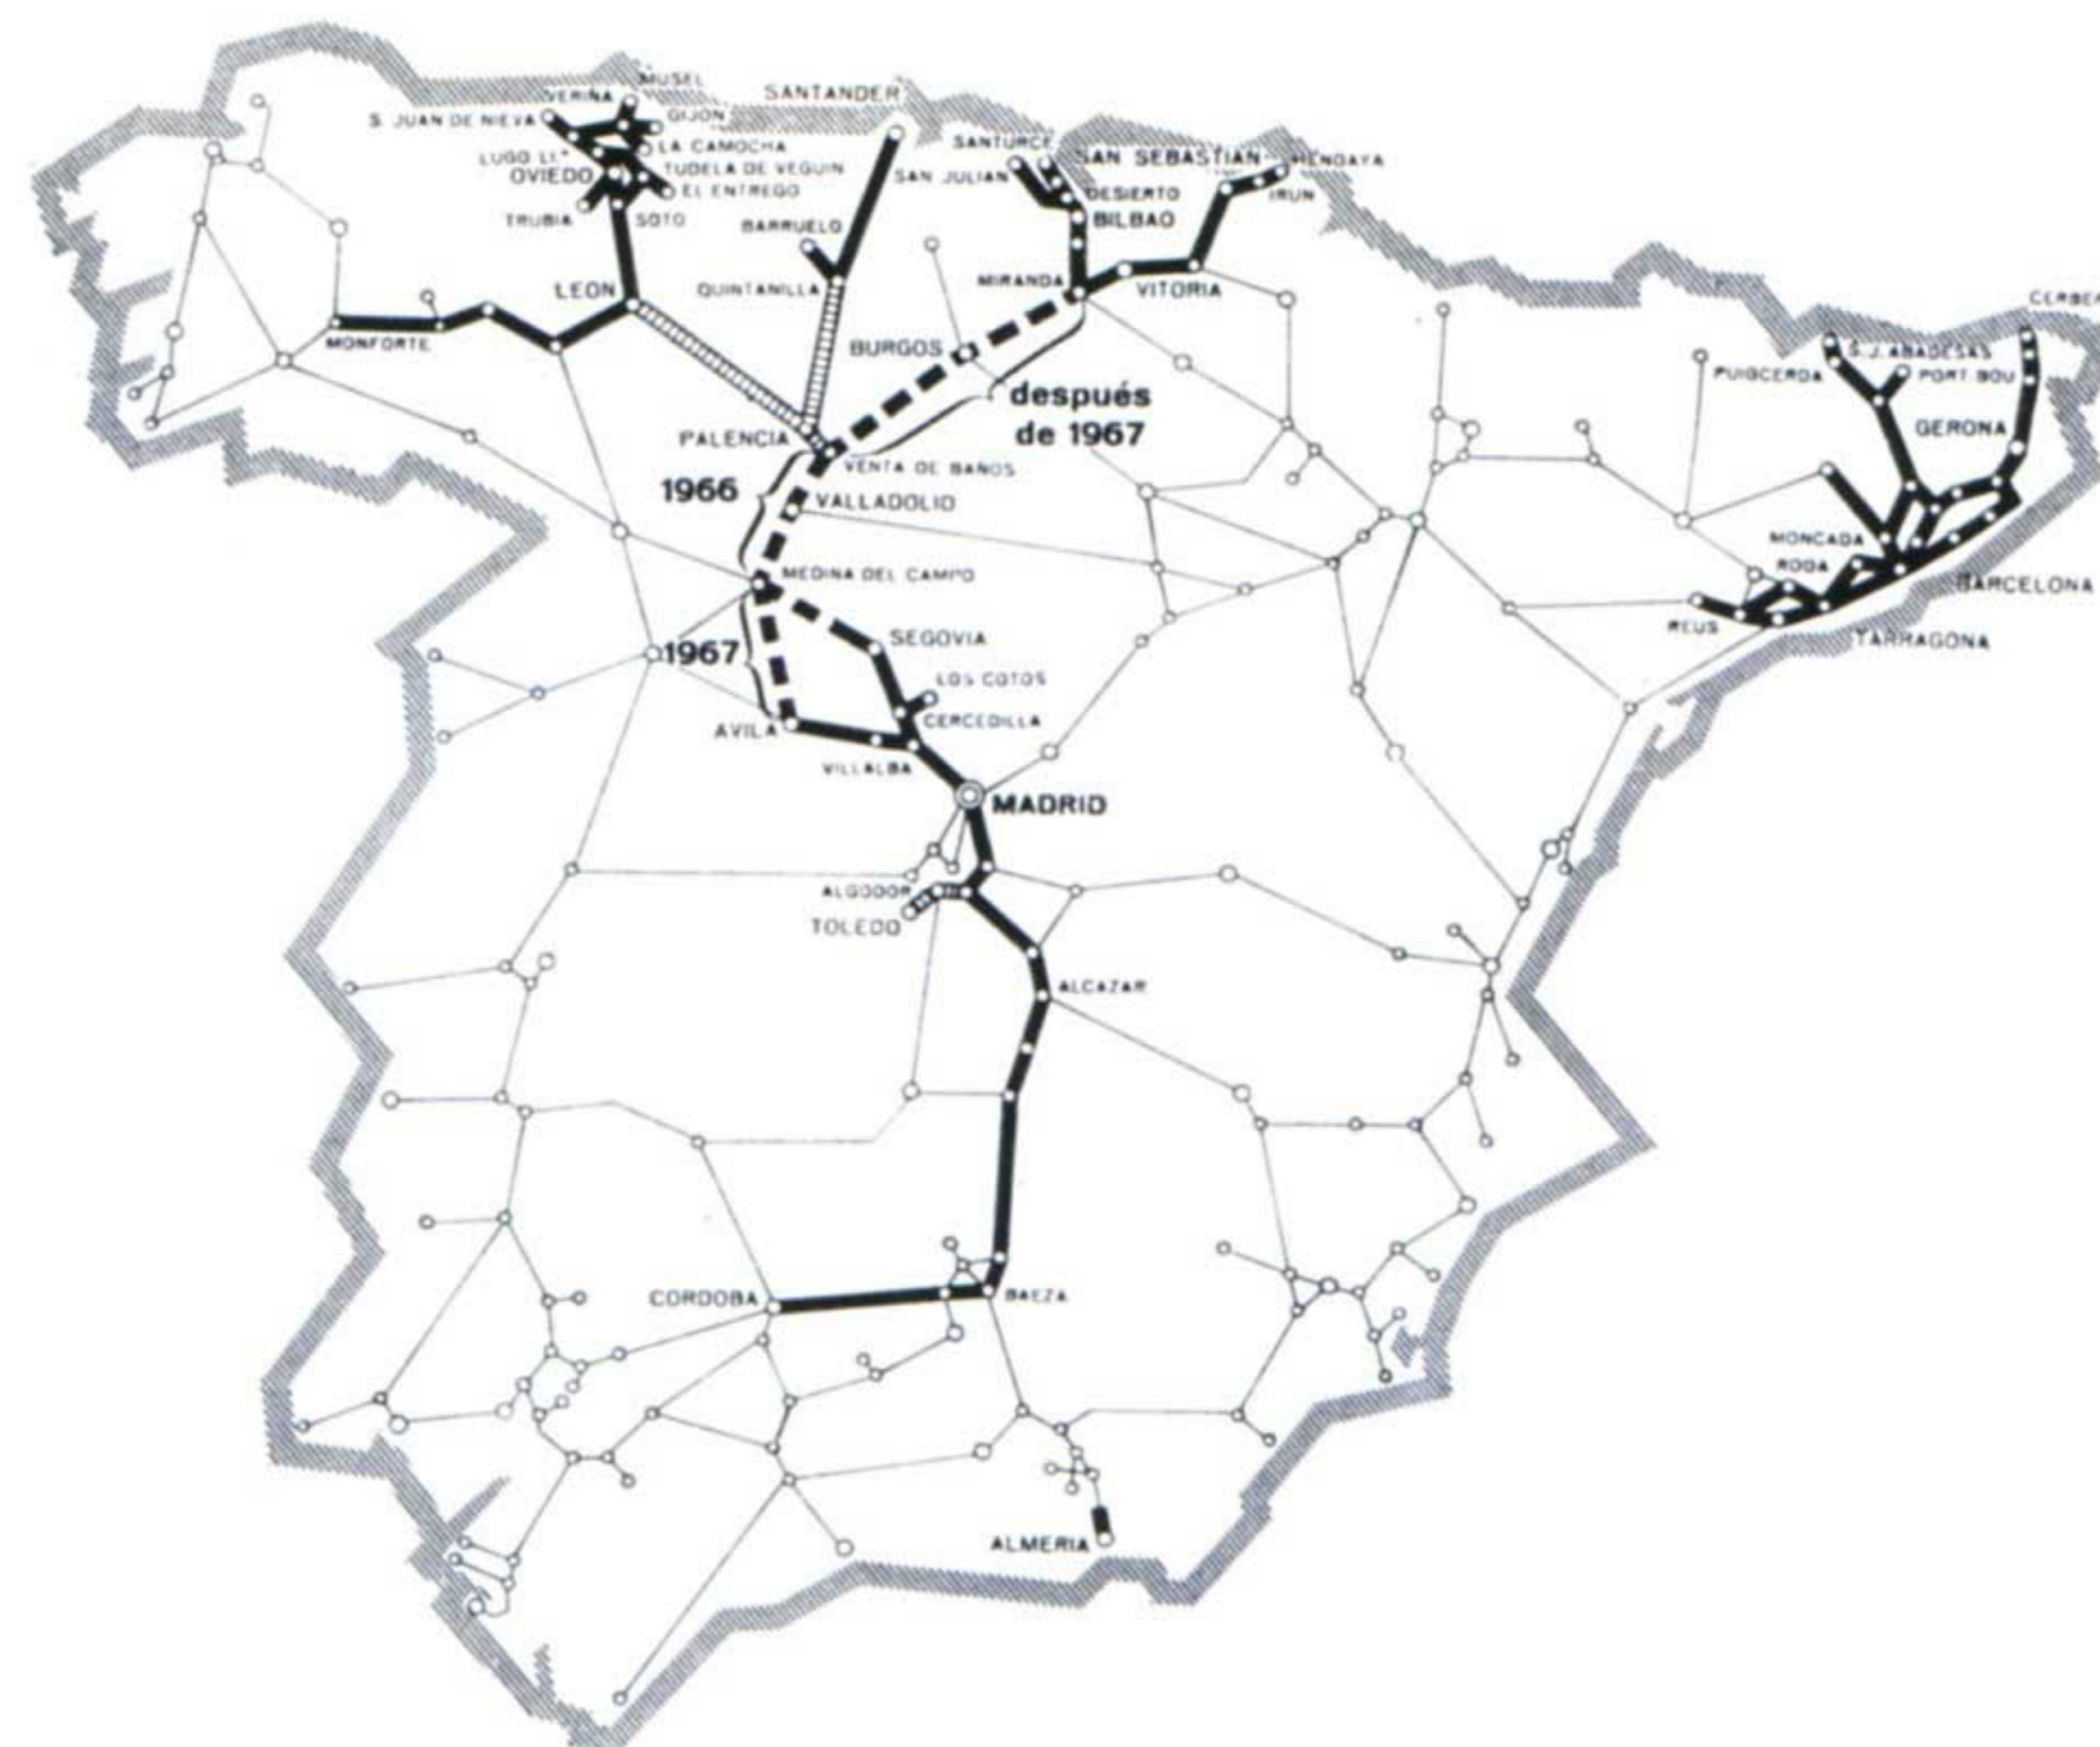 MUSEL
VERIÑA
SANTANDER
S. JUAN DE NIEVA
GIJON
LA CAMOCHA
LUGO LL.ª
TUDELA DE VEGUIN
OVIEDO
EL ENTREGO
TRUBIA
SOTO
SANTURCE
SAN SEBASTIAN
HENDAYA
SAN JULIAN
DESIERTO
IRUN
BILBAO
BARRUELO
LEON
QUINTANILLA
MIRANDA
VITORIA
MONFORTE
BURGOS
CERBER
S.J. ABADESAS
PUIGCERDA
PORT BOU
después
de 1967
GERONA
PALENCIA
VENTA DE BAÑOS
1966
VALLADOLID
MONCADA
RODA
MEDINA DEL CAMPO
BARCELONA
REUS
TARRAGONA
SEGOVIA
1967
LOS COTOS
CERCEDILLA
AVILA
VILLALBA
MADRID
ALGODOR
TOLEDO
ALCAZAR
CORDOBA
BAEZA
ALMERIA